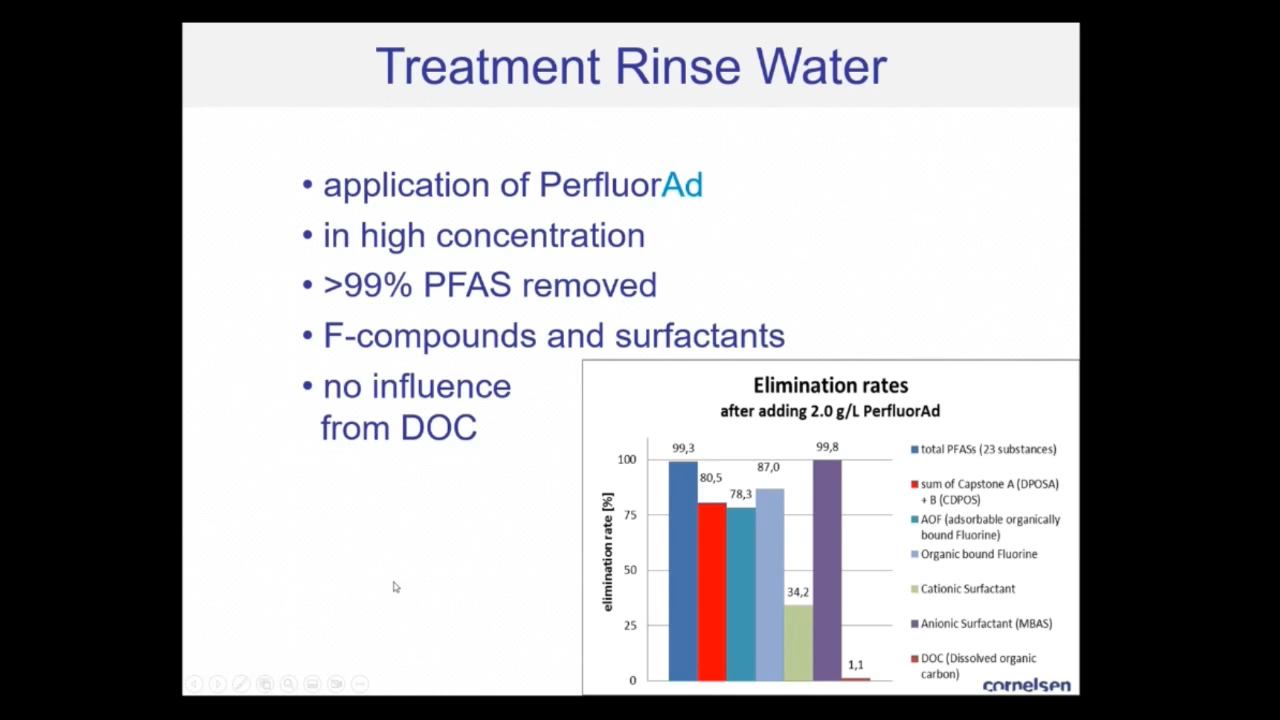 Treatment Rinse Water
• application of PerfluorAd
• in high concentration
• >99% PFAS removed
• F-compounds and surfactants
• no influence
from DOC
Elimination rates
after adding 2.0 g/L PerfluorAd
elimination rate [%]
100
75
50
25
0
99,3
80,5
78,3
87,0
34,2
99,8
1,1
total PFASs (23 substances)
sum of Capstone A (DPOSA)
+ B (CDPOS)
AOF (adsorbable organically
bound Fluorine)
Organic bound Fluorine
Cationic Surfactant
Anionic Surfactant (MBAS)
DOC (Dissolved organic
carbon)
cornelsen